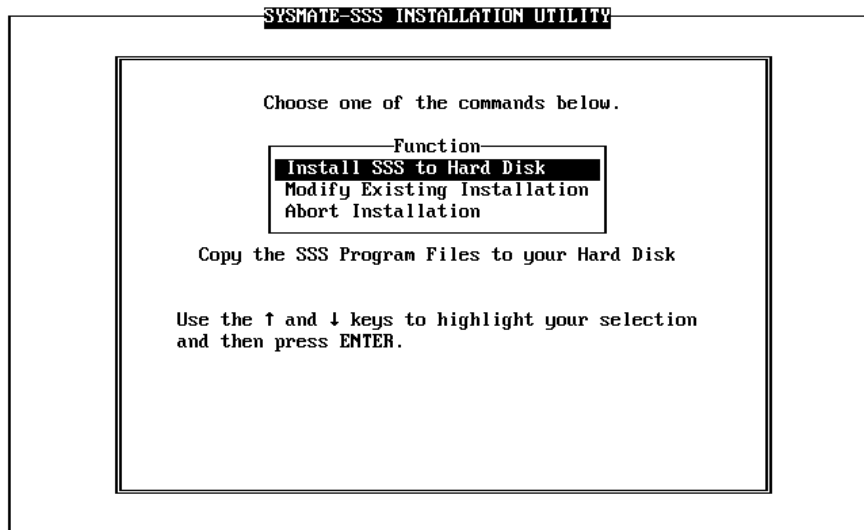 SYSMATE-SSS INSTALLATION UTILITY
Choose one of the commands below.
Function
Install SSS to Hard Disk
Modify Existing Installation
Abort Installation
Copy the SSS Program Files to your Hard Disk
Use the ↑ and ↓ keys to highlight your selection
and then press ENTER.